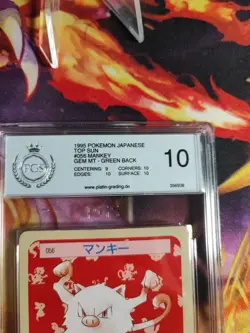 1995 POKEMON JAPANESE
TOP SUN
#056 MANKEY
GEM MT - GREEN BACK
CENTERING: 9 CORNERS: 10
EDGES: 10 SURFACE: 10
10
PGS
www.platin-grading.de
056
マンキー